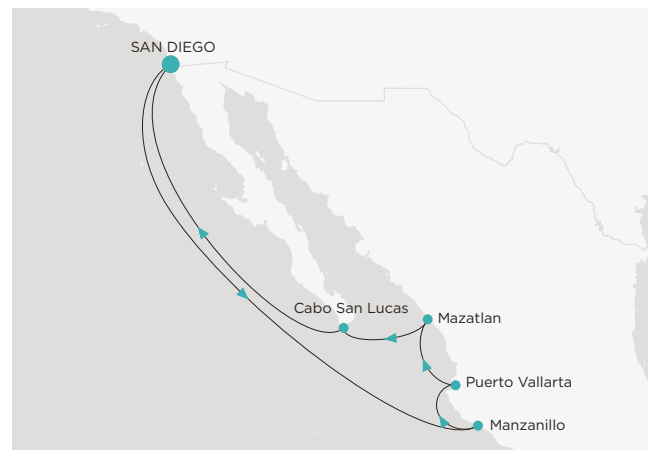 SAN DIEGO
Cabo San Lucas
Mazatlan
Puerto Vallarta
Manzanillo